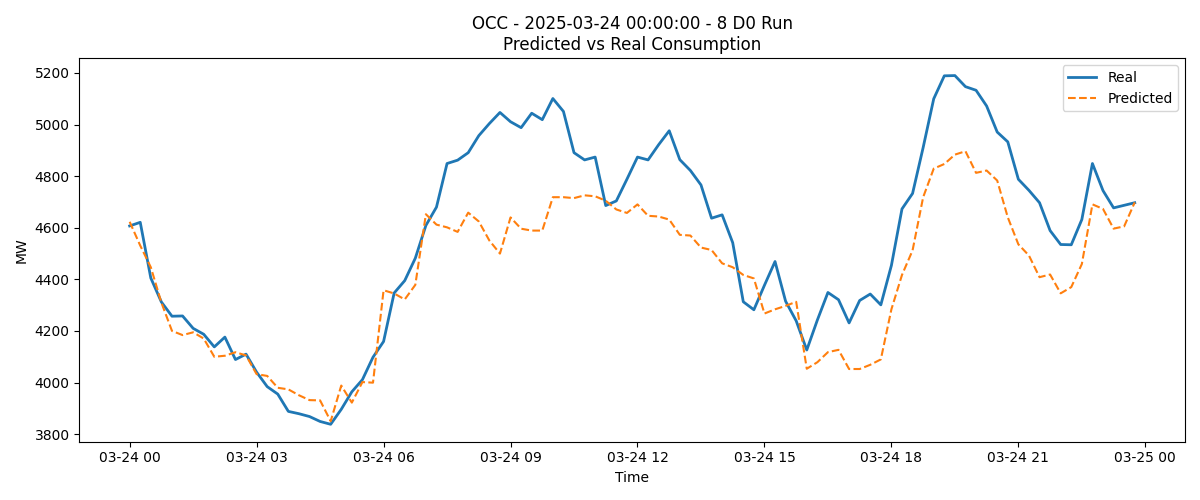 OCC - 2025-03-24 00:00:00 - 8 D0 Run
Predicted vs Real Consumption
Real
Predicted
MW
5200
5000
4800
4600
4400
4200
4000
3800
03-24 00
03-24 03
03-24 06
03-24 09
03-24 12
03-24 15
03-24 18
03-24 21
03-25 00
Time